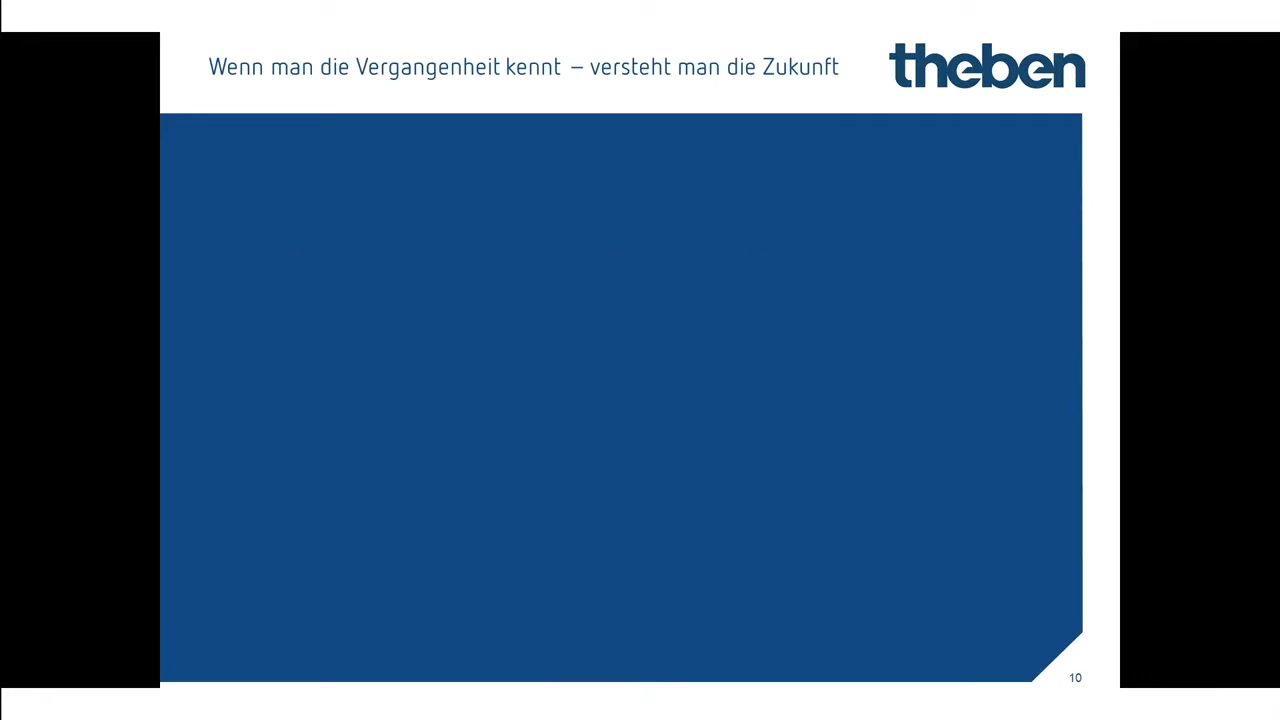 Wenn man die Vergangenheit kennt – versteht man die Zukunft
theben
10